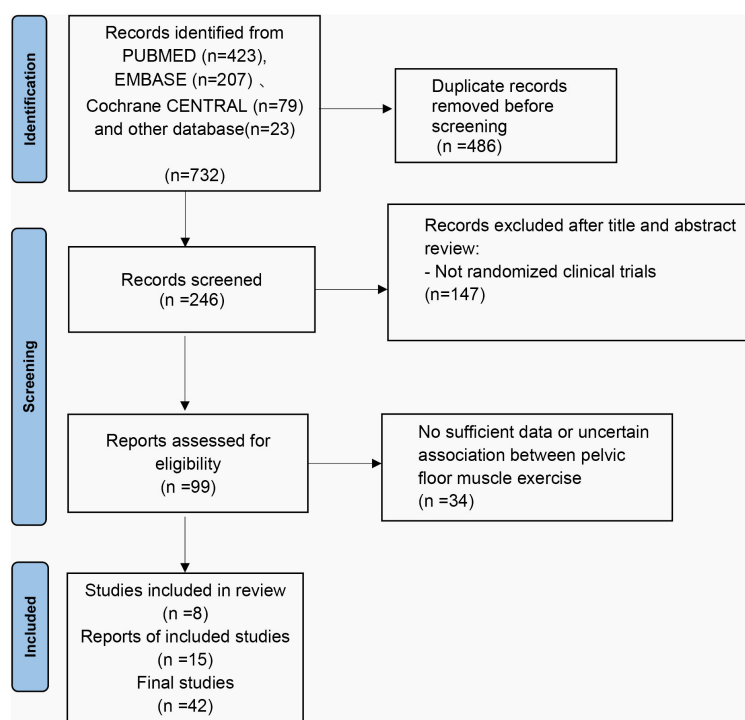 Identification
Records identified from
PUBMED (n=423),
EMBASE (n=207) 、
Cochrane CENTRAL (n=79)
and other database(n=23)
(n=732)
Duplicate records
removed before
screening
(n =486)
Screening
Records screened
(n =246)
Records excluded after title and abstract
review:
- Not randomized clinical trials
(n=147)
Reports assessed for
eligibility
(n =99)
No sufficient data or uncertain
association between pelvic
floor muscle exercise
(n =34)
Included
Studies included in review
(n =8)
Reports of included studies
(n =15)
Final studies
(n =42)